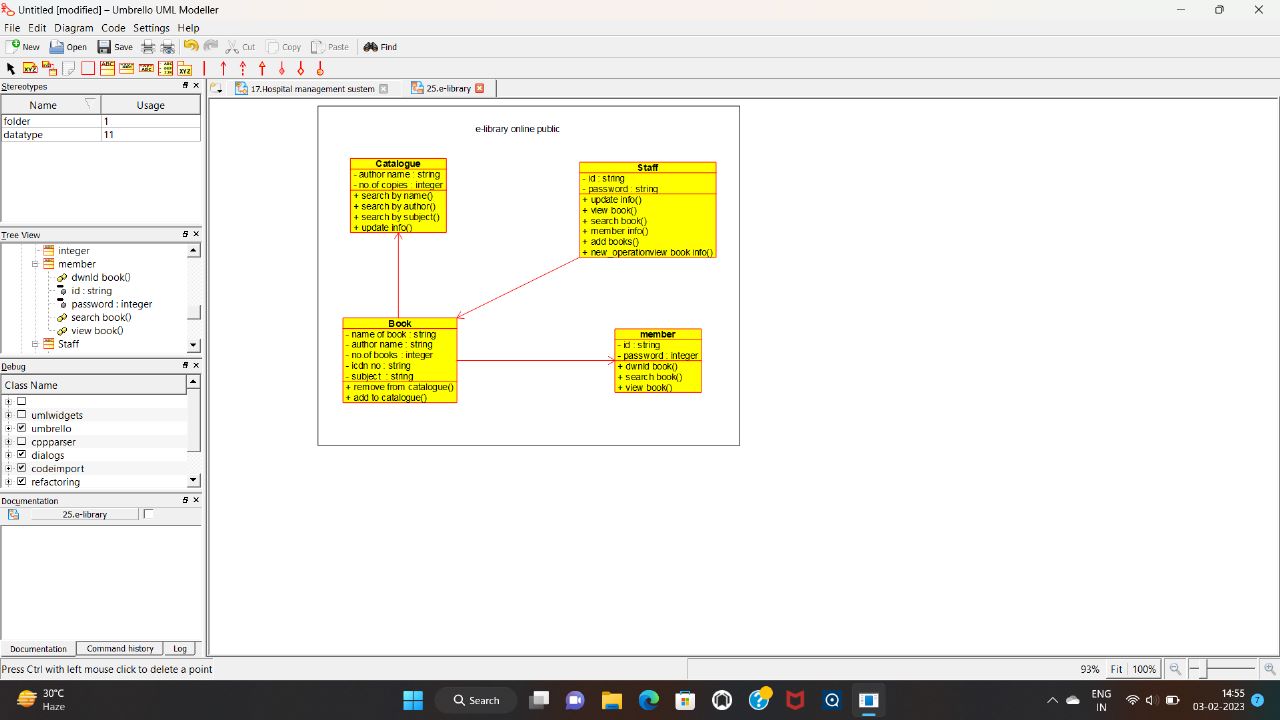 Untitled [modified] – Umbrello UML Modeller
File Edit Diagram Code Settings Help
New Open Save Cut Copy Paste Find
Stereotypes
Name Usage
folder 1
datatype 11
Tree View
integer
member
dwnld book()
id : string
password : integer
search book()
view book()
Staff
Debug
Class Name
umlwidgets
umbrello
cppparser
dialogs
codeimport
refactoring
Documentation
25.e-library
Documentation Command history Log
Press Ctrl with left mouse click to delete a point
17.Hospital management sustem 25.e-library
e-library online public
Catalogue
- author name : string
- no of copies : integer
+ search by name()
+ search by author()
+ search by subject()
+ update info()
Staff
- id : string
- password : string
+ update info()
+ view book()
+ search book()
+ member info()
+ add books()
+ new_operationview book info()
Book
- name of book : string
- author name : string
- no.of books : integer
- icdn no : string
- subject : string
+ remove from catalogue()
+ add to catalogue()
member
- id : string
- password : integer
+ dwnld book()
+ search book()
+ view book()
93% Fit 100%
30°C
Haze
Search
ENG
IN
14:55
03-02-2023
7